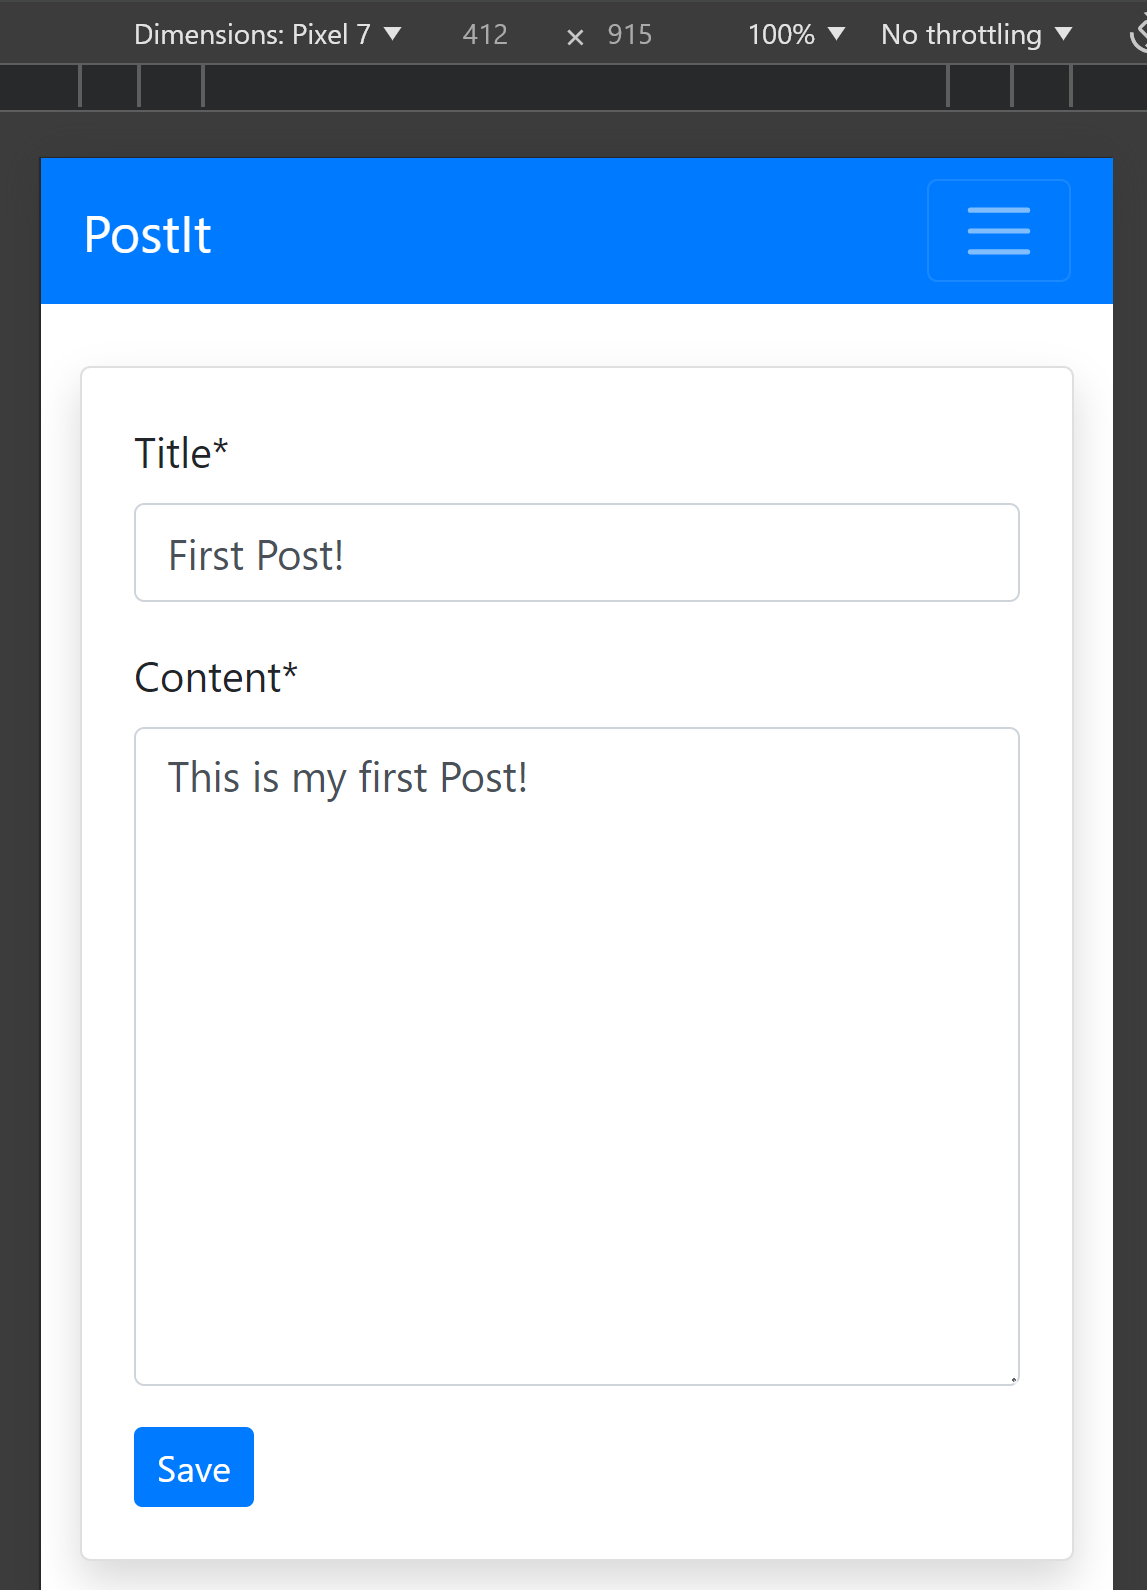 Dimensions: Pixel 7 412 × 915 100% No throttling
PostIt
Title*
First Post!
Content*
This is my first Post!
Save